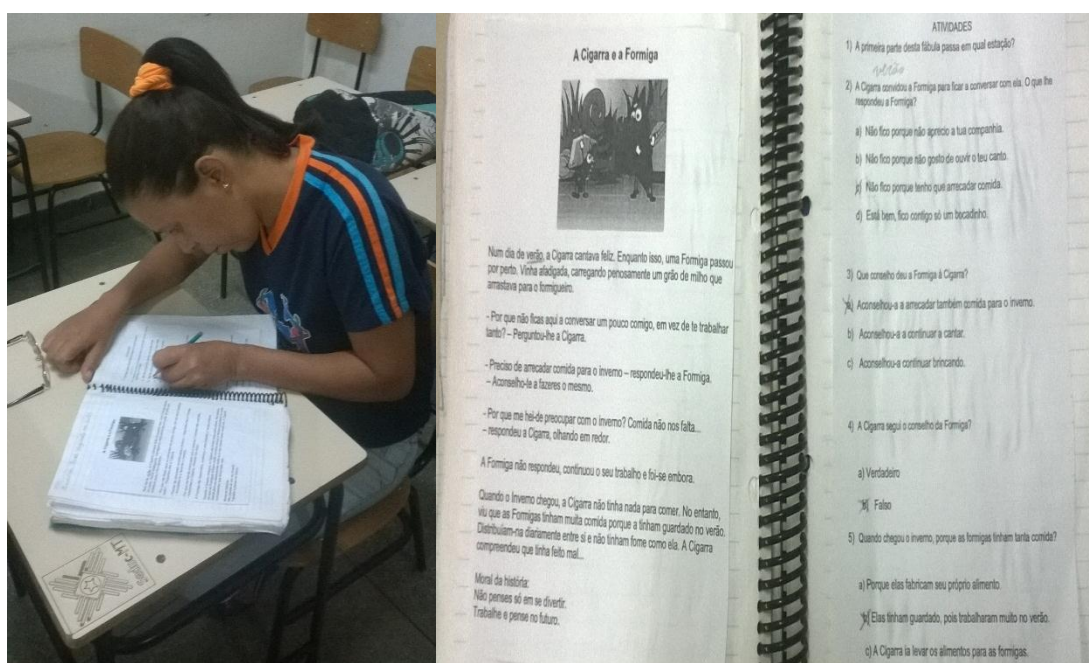 A Cigarra e a Formiga
Num dia de verão, a Cigarra cantava feliz. Enquanto isso, uma Formiga passou
por perto. Vinha afadigada, carregando penosamente um grão de milho que
arrastava para o formigueiro.
- Por que não ficas aqui a conversar um pouco comigo, em vez de te trabalhar
tanto? – Perguntou-lhe a Cigarra.
- Preciso de arrecadar comida para o inverno – respondeu-lhe a Formiga.
– Aconselho-te a fazeres o mesmo.
- Por que me hei-de preocupar com o inverno? Comida não nos falta...
– respondeu a Cigarra, olhando em redor.
A Formiga não respondeu, continuou o seu trabalho e foi-se embora.
Quando o Inverno chegou, a Cigarra não tinha nada para comer. No entanto,
viu que as Formigas tinham muita comida porque a tinham guardado no verão.
Distribuíam-na diariamente entre si e não tinham fome como ela. A Cigarra
compreendeu que tinha feito mal...
Moral da história:
Não penses só em se divertir.
Trabalhe e pense no futuro.
ATIVIDADES
1) A primeira parte desta fábula passa em qual estação?
verão
2) A Cigarra convidou a Formiga para ficar a conversar com ela. O que lhe
respondeu a Formiga?
a) Não fico porque não aprecio a tua companhia.
b) Não fico porque não gosto de ouvir o teu canto.
c) Não fico porque tenho que arrecadar comida.
d) Está bem, fico contigo só um bocadinho.
3) Que conselho deu a Formiga à Cigarra?
a) Aconselhou-a a arrecadar também comida para o inverno.
b) Aconselhou-a a continuar a cantar.
c) Aconselhou-a continuar brincando.
4) A Cigarra segui o conselho da Formiga?
a) Verdadeiro
b) Falso
5) Quando chegou o inverno, porque as formigas tinham tanta comida?
a) Porque elas fabricam seu próprio alimento.
b) Elas tinham guardado, pois trabalharam muito no verão.
c) A Cigarra ia levar os alimentos para as formigas.